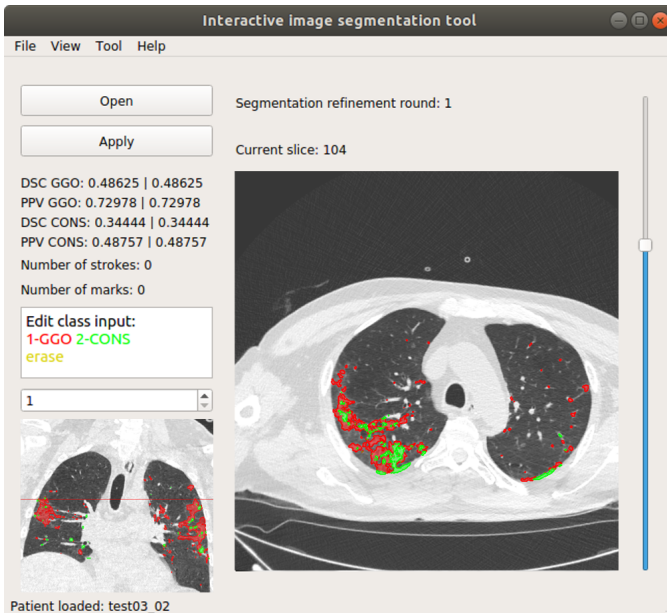 Interactive image segmentation tool
File View Tool Help
Open
Segmentation refinement round: 1
Apply
Current slice: 104
DSC GGO: 0.48625 | 0.48625
PPV GGO: 0.72978 | 0.72978
DSC CONS: 0.34444 | 0.34444
PPV CONS: 0.48757 | 0.48757
Number of strokes: 0
Number of marks: 0
Edit class input:
1-GGO 2-CONS
erase
1
Patient loaded: test03_02